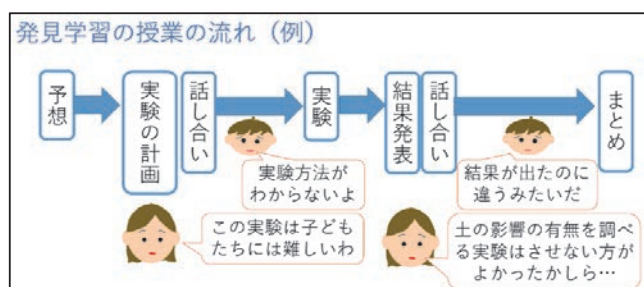 発見学習の授業の流れ（例）
予想
実験の計画
話し合い
実験
結果発表
話し合い
まとめ
実験方法が
わからないよ
結果が出たのに
違うみたいだ
この実験は子ども
たちには難しいわ
土の影響の有無を調べ
る実験はさせない方が
よかったかしら…